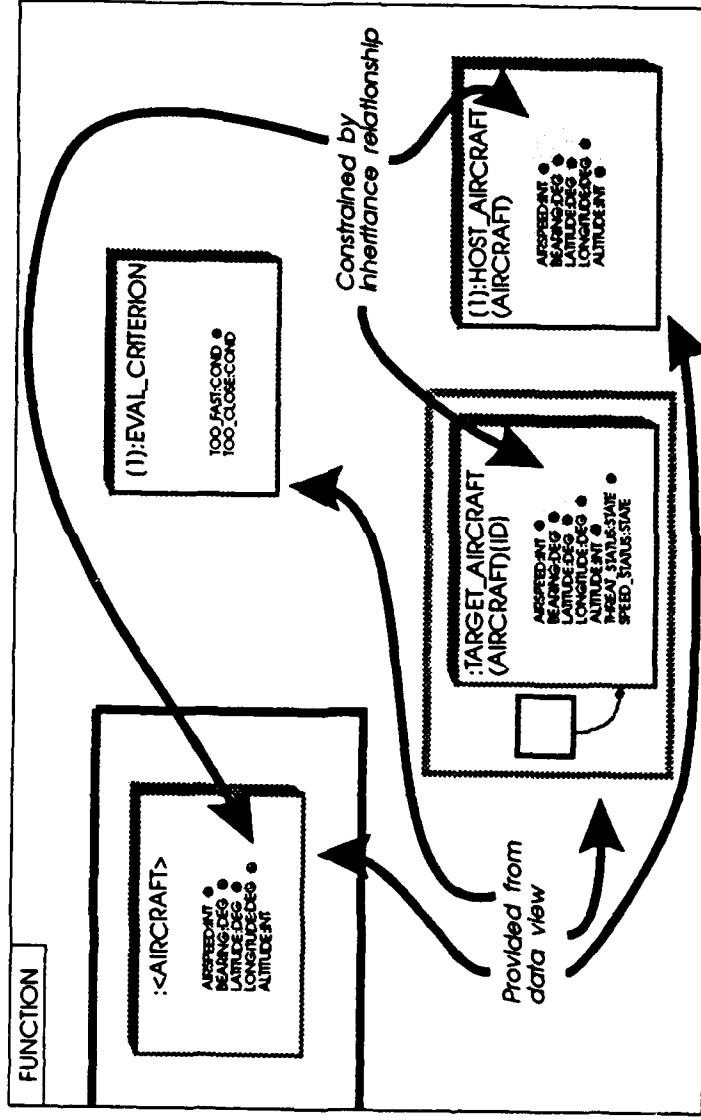 FUNCTION
:<AIRCRAFT>
AIRSPEED:INT
BEARING:DEG
LATITUDE:DEG
LONGITUDE:DEG
ALTITUDE:INT
(1):EVAL_CRITERION
TOO_FAST:COND
TOO_CLOSE:COND
Constrained by
inheritance relationship
Provided from
data view
:TARGET_AIRCRAFT
(AIRCRAFT)(ID)
AIRSPEED:INT
BEARING:DEG
LATITUDE:DEG
LONGITUDE:DEG
ALTITUDE:INT
THREAT_STATUS:STATE
SPEED_STATUS:STATE
(1):HOST_AIRCRAFT
(AIRCRAFT)
AIRSPEED:INT
BEARING:DEG
LATITUDE:DEG
LONGITUDE:DEG
ALTITUDE:INT